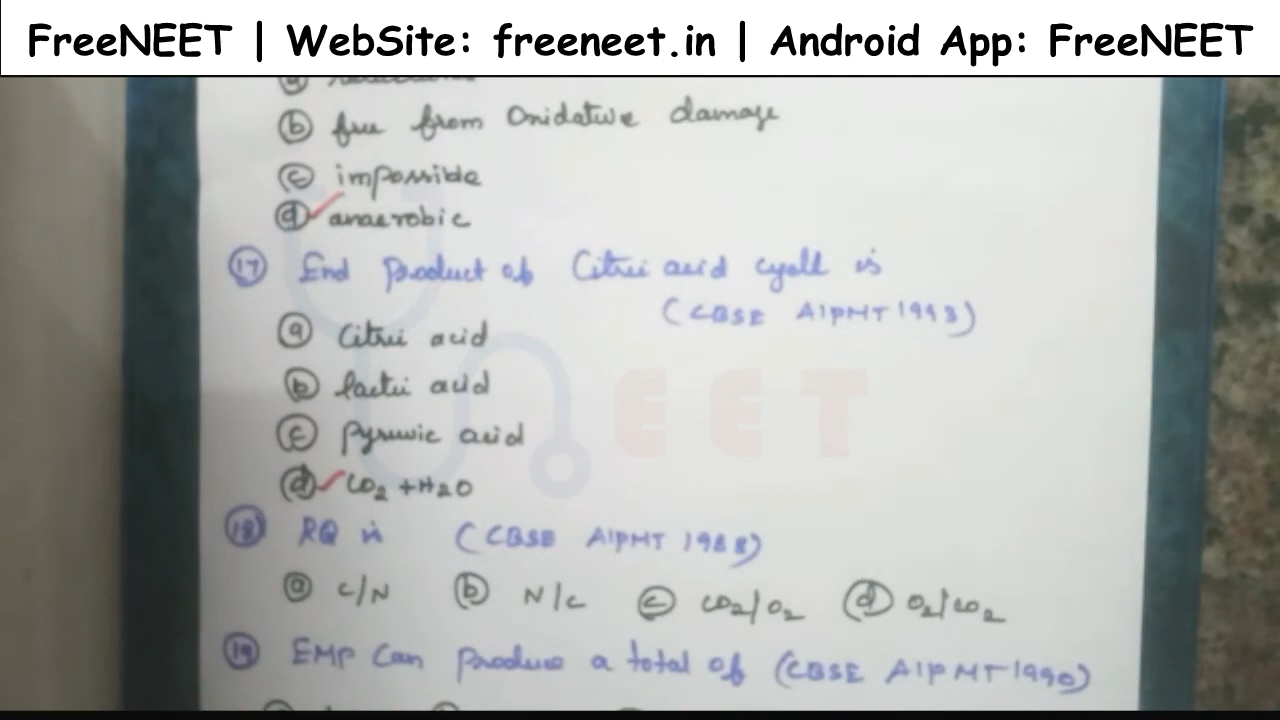 FreeNEET | WebSite: freeneet.in | Android App: FreeNEET
(b) free from Oxidative damage
(c) impossible
(d) ✓ anaerobic
(17) End product of Citric acid cycle is
(CBSE AIPMT 1993)
(a) Citric acid
(b) lactic acid
(c) Pyruvic acid
(d) ✓ CO₂ + H₂O
EET
(18) RQ is (CBSE AIPMT 1988)
(a) C/N (b) N/C (c) CO₂/O₂ (d) O₂/CO₂
(19) EMP Can produce a total of (CBSE AIPMT 1990)